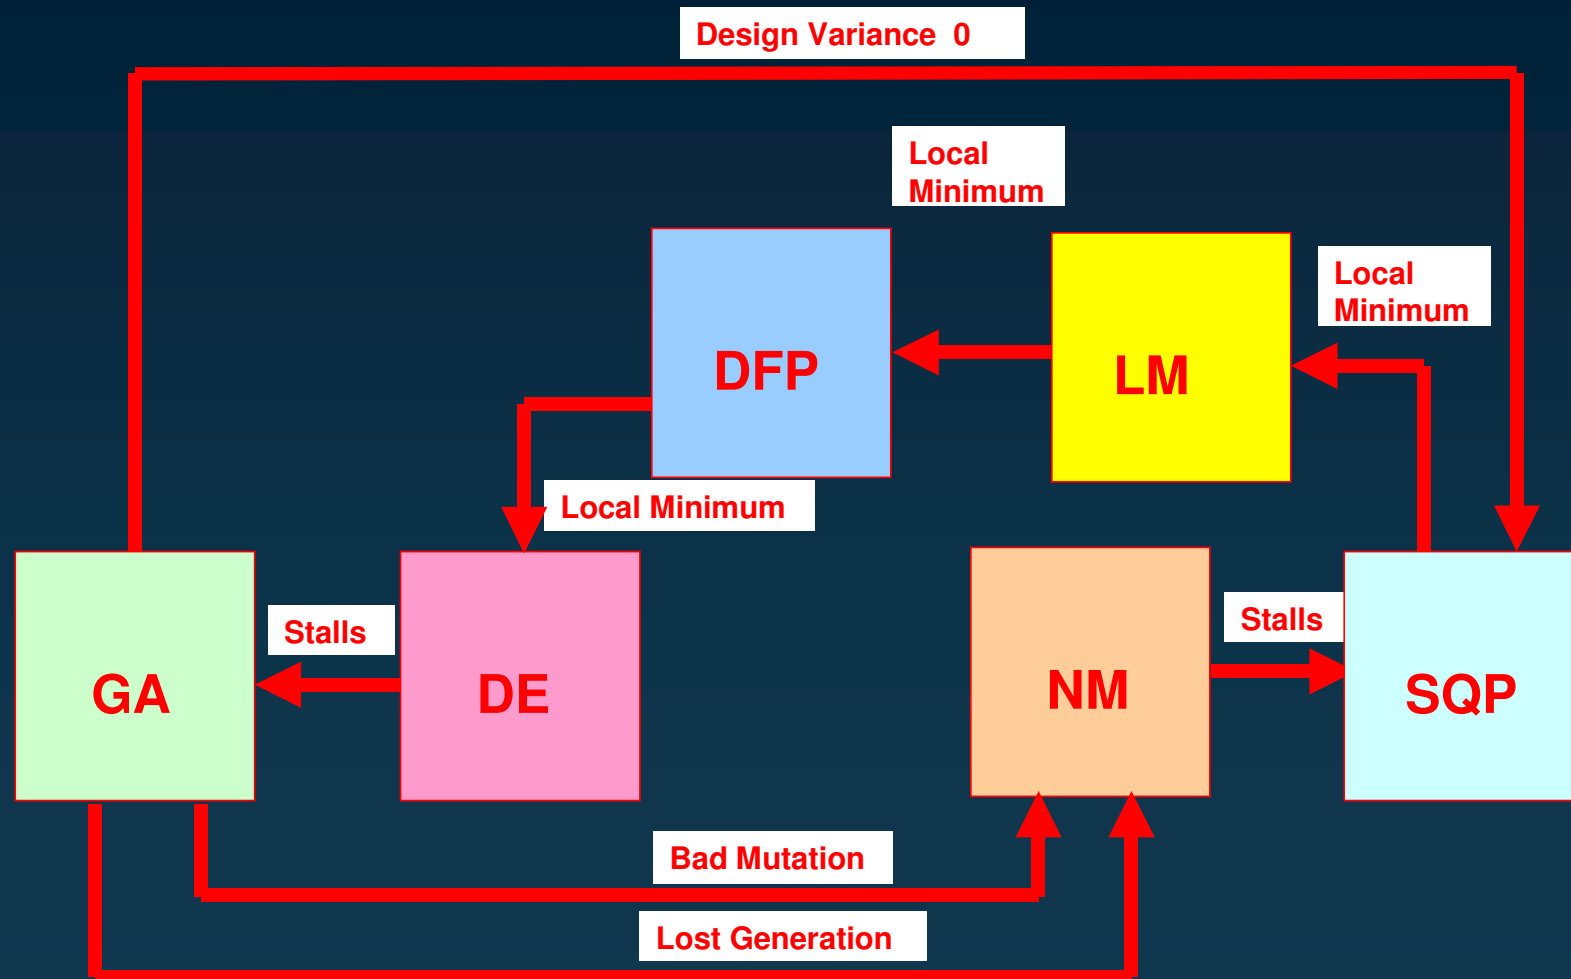 Design Variance 0
Local
Minimum
Local
Minimum
DFP
LM
Local Minimum
Stalls
Stalls
GA
DE
NM
SQP
Bad Mutation
Lost Generation